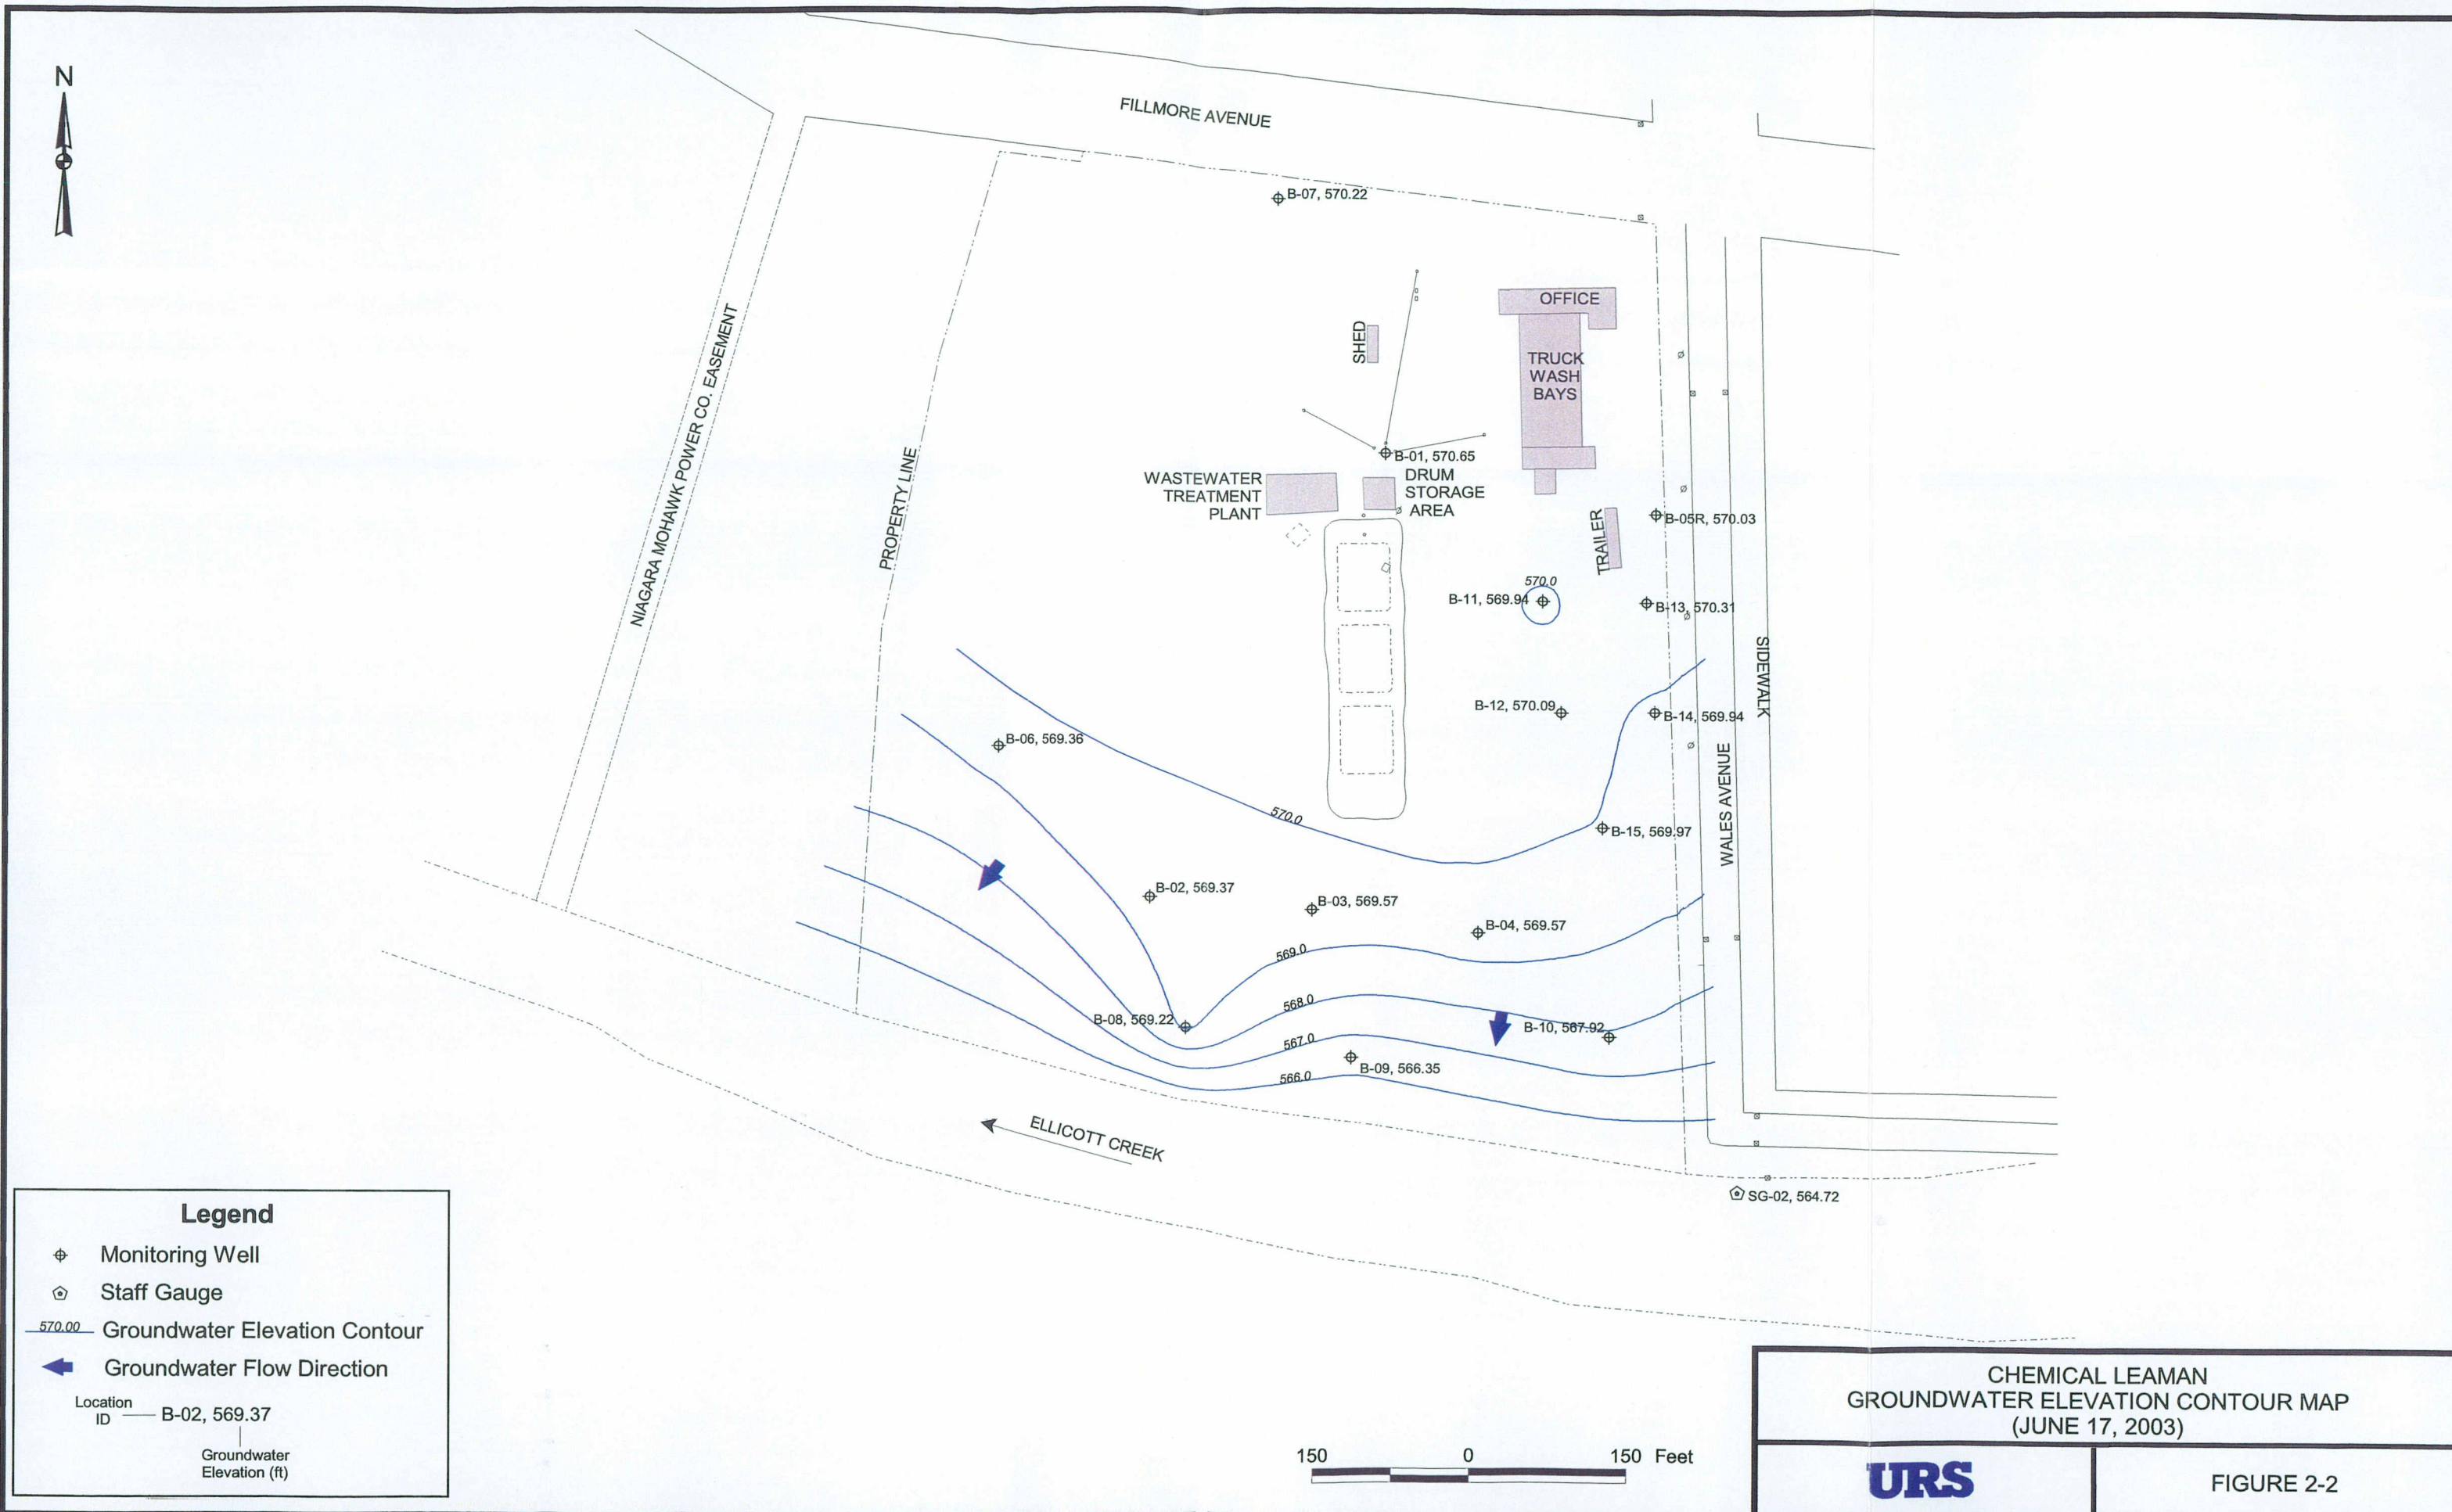 N
FILLMORE AVENUE
B-07, 570.22
NIAGARA MOHAWK POWER CO. EASEMENT
PROPERTY LINE
OFFICE
SHED
TRUCK
WASH
BAYS
B-01, 570.65
WASTEWATER
TREATMENT
PLANT
DRUM
STORAGE
AREA
B-05R, 570.03
TRAILER
570.0
B-11, 569.94
B-13, 570.31
SIDEWALK
B-12, 570.09
B-14, 569.94
B-06, 569.36
WALES AVENUE
570.0
B-15, 569.97
B-02, 569.37
B-03, 569.57
B-04, 569.57
569.0
568.0
B-08, 569.22
B-10, 567.92
567.0
B-09, 566.35
566.0
ELLICOTT CREEK
SG-02, 564.72
Legend
Monitoring Well
Staff Gauge
570.00 Groundwater Elevation Contour
Groundwater Flow Direction
Location
ID
B-02, 569.37
Groundwater
Elevation (ft)
150 0 150 Feet
CHEMICAL LEAMAN
GROUNDWATER ELEVATION CONTOUR MAP
(JUNE 17, 2003)
URS
FIGURE 2-2